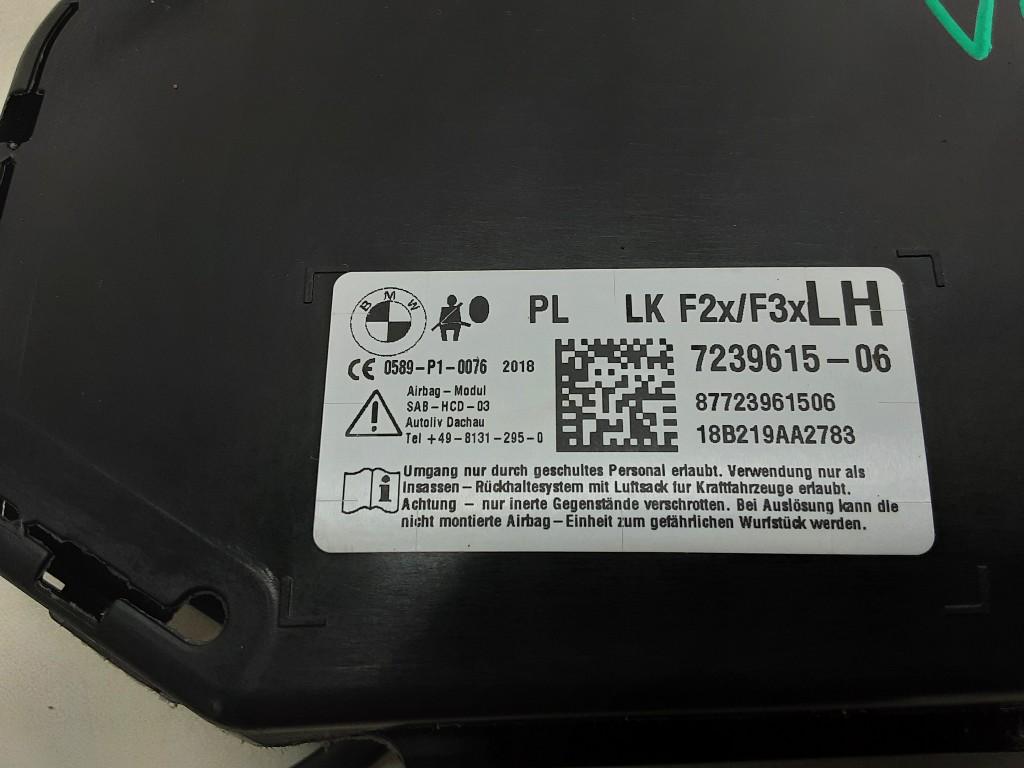 BMW
PL LK F2x/F3x LH
7239615-06
CE 0589-P1-0076 2018
87723961506
18B219AA2783
Airbag-Modul
SAB-HCD-03
Autoliv Dachau
Tel +49-8131-295-0
Umgang nur durch geschultes Personal erlaubt. Verwendung nur als
Insassen-Rückhaltesystem mit Luftsack fur Kraftfahrzeuge erlaubt.
Achtung - nur inerte Gegenstände verschrotten. Bei Auslösung kann die
nicht montierte Airbag-Einheit zum gefährlichen Wurfstück werden.